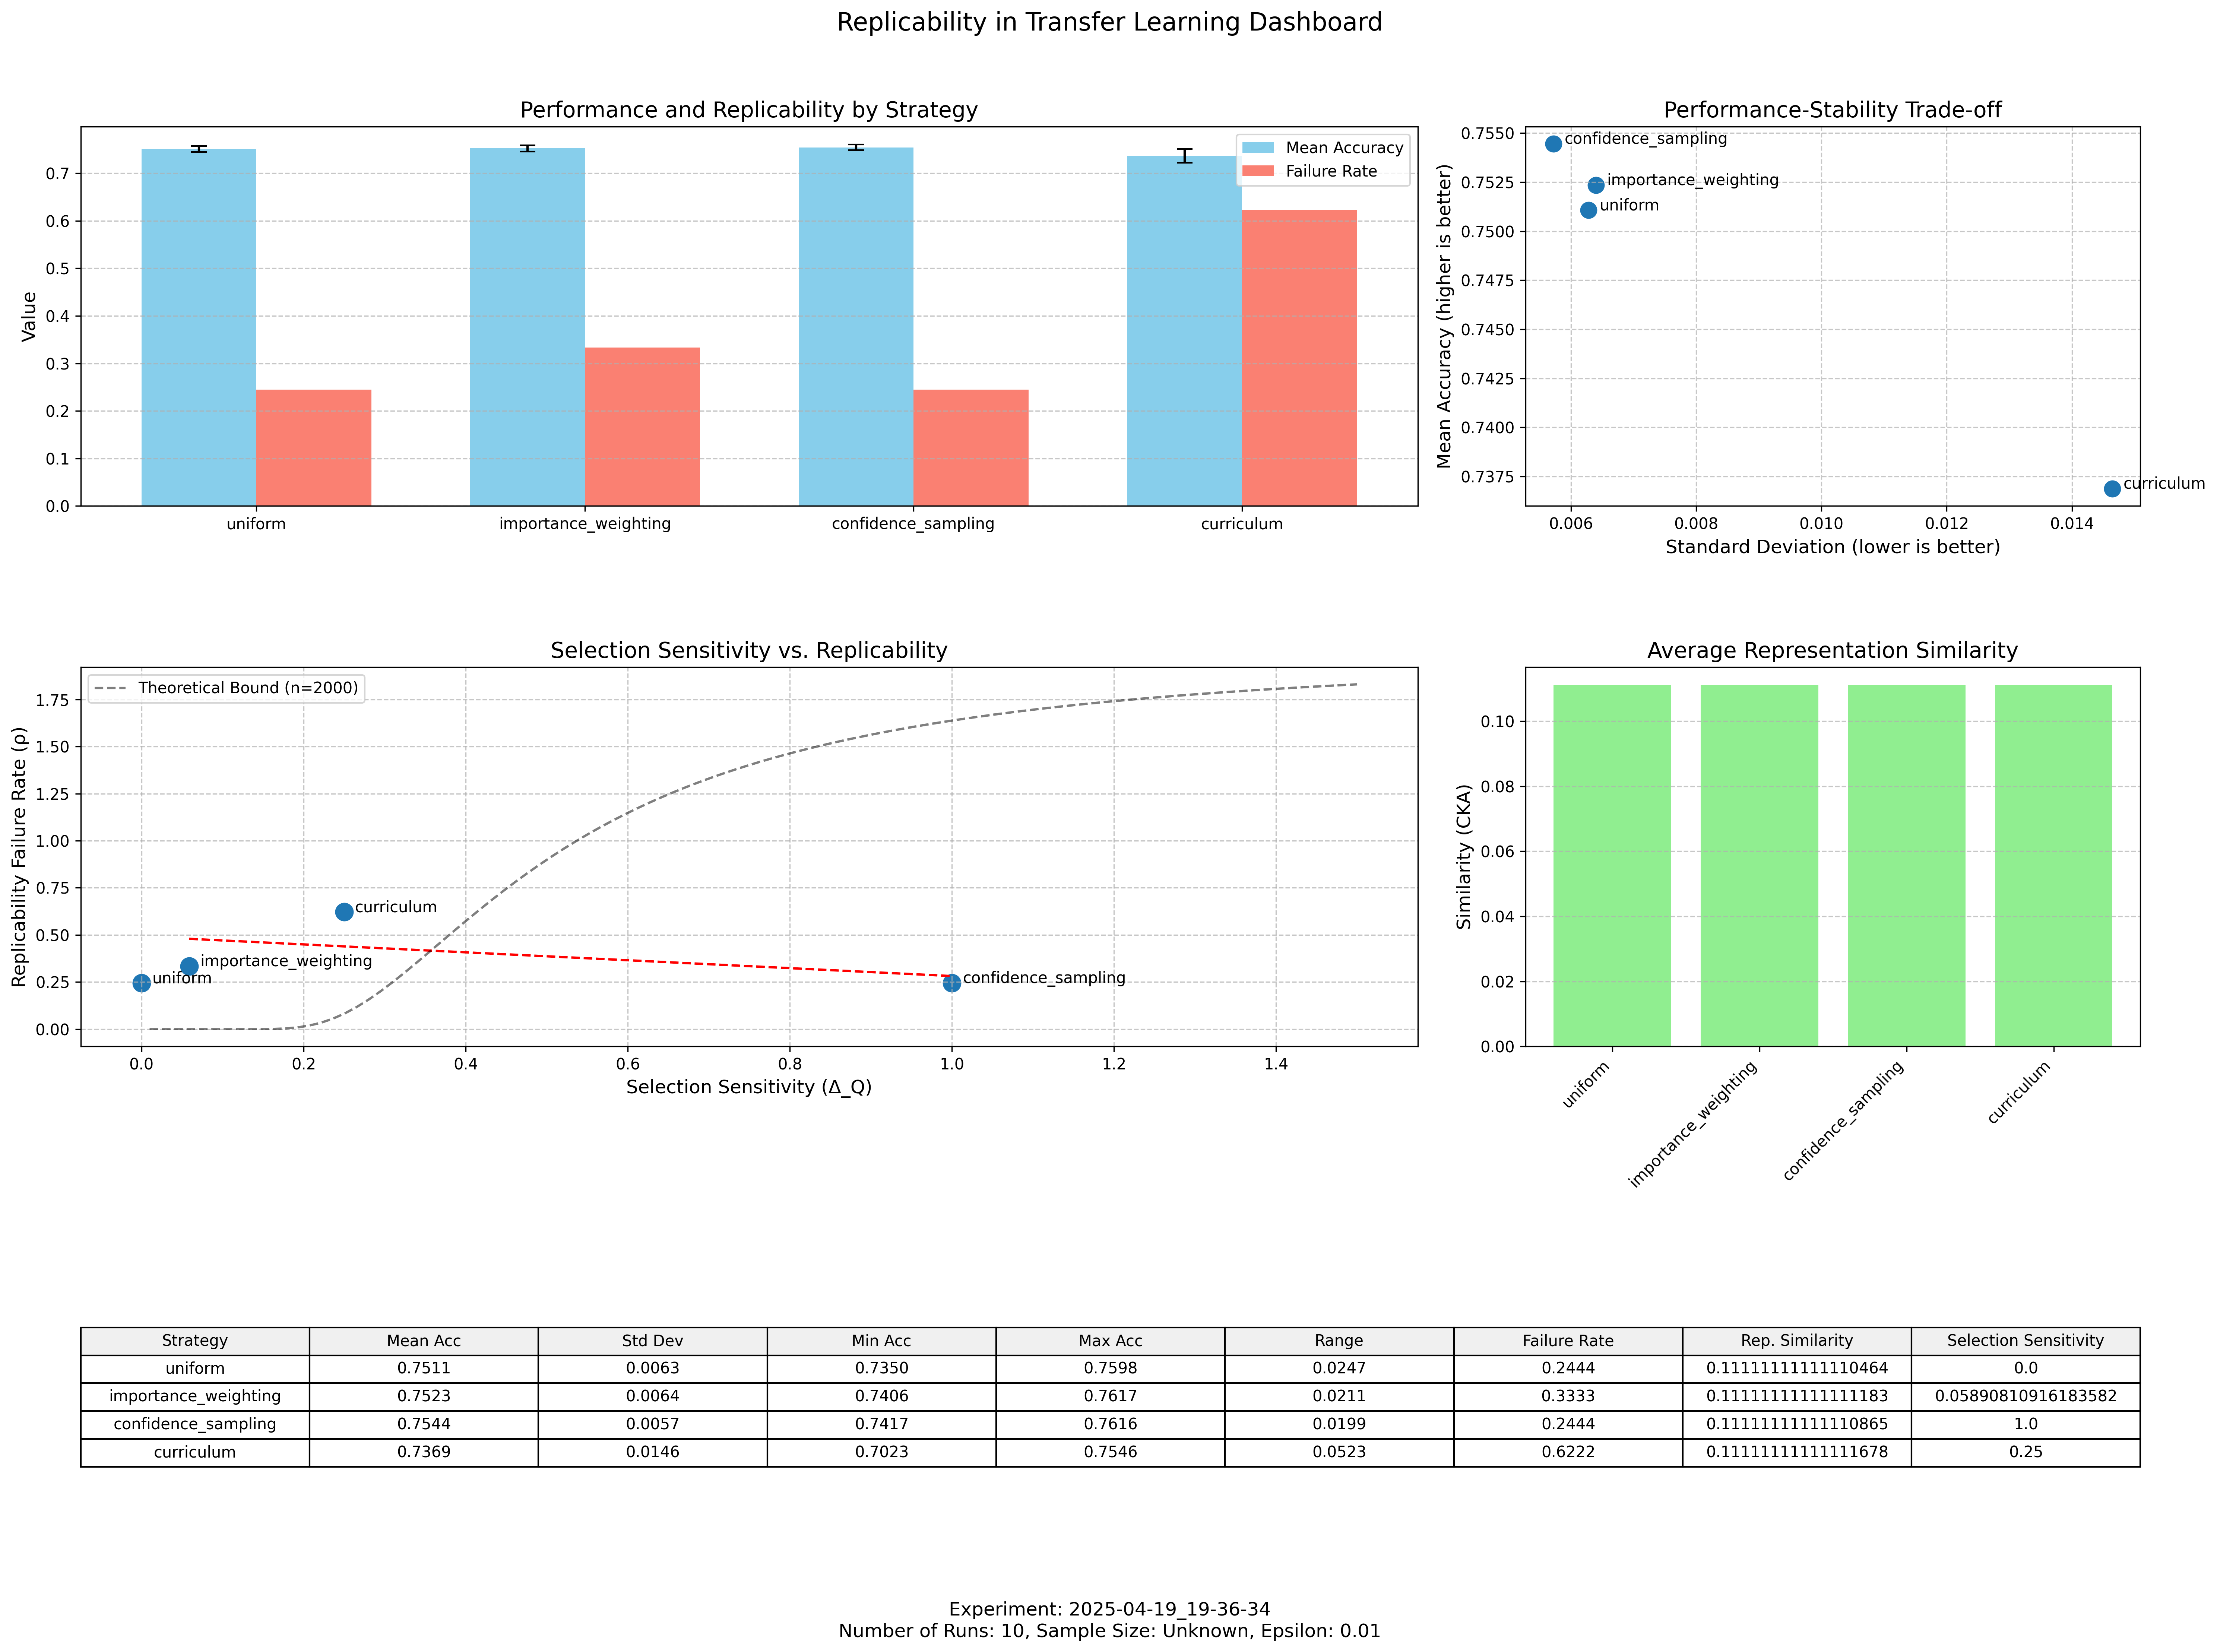 Replicability in Transfer Learning Dashboard
Performance and Replicability by Strategy
Value
0.7
0.6
0.5
0.4
0.3
0.2
0.1
0.0
Mean Accuracy
Failure Rate
uniform
importance_weighting
confidence_sampling
curriculum
Performance-Stability Trade-off
Mean Accuracy (higher is better)
0.7550
0.7525
0.7500
0.7475
0.7450
0.7425
0.7400
0.7375
confidence_sampling
importance_weighting
uniform
curriculum
0.006 0.008 0.010 0.012 0.014
Standard Deviation (lower is better)
Selection Sensitivity vs. Replicability
Replicability Failure Rate (ρ)
1.75
1.50
1.25
1.00
0.75
0.50
0.25
0.00
Theoretical Bound (n=2000)
curriculum
importance_weighting
uniform
confidence_sampling
0.0 0.2 0.4 0.6 0.8 1.0 1.2 1.4
Selection Sensitivity (Δ_Q)
Average Representation Similarity
Similarity (CKA)
0.10
0.08
0.06
0.04
0.02
0.00
uniform
importance_weighting
confidence_sampling
curriculum
Strategy Mean Acc Std Dev Min Acc Max Acc Range Failure Rate Rep. Similarity Selection Sensitivity
uniform 0.7511 0.0063 0.7350 0.7598 0.0247 0.2444 0.11111111111110464 0.0
importance_weighting 0.7523 0.0064 0.7406 0.7617 0.0211 0.3333 0.11111111111111183 0.05890810916183582
confidence_sampling 0.7544 0.0057 0.7417 0.7616 0.0199 0.2444 0.11111111111110865 1.0
curriculum 0.7369 0.0146 0.7023 0.7546 0.0523 0.6222 0.11111111111111678 0.25
Experiment: 2025-04-19_19-36-34
Number of Runs: 10, Sample Size: Unknown, Epsilon: 0.01